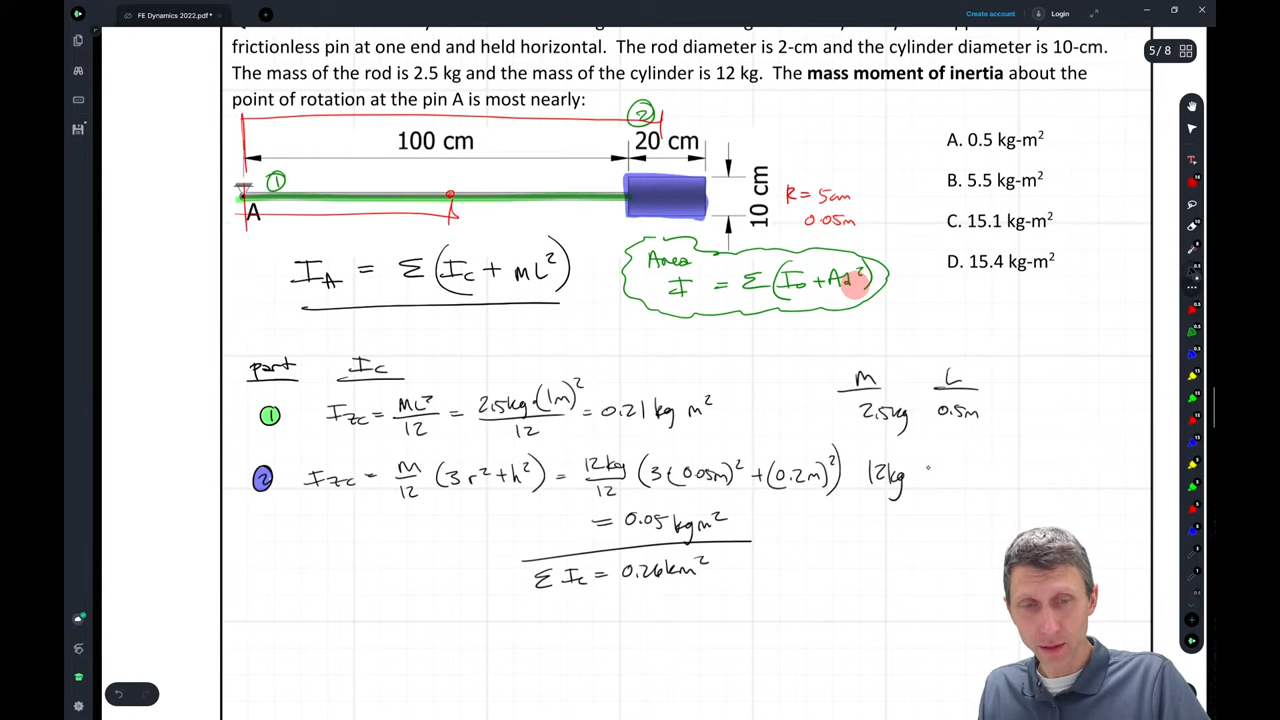 FE Dynamics 2022.pdf*
Create account
Login
5/8
frictionless pin at one end and held horizontal. The rod diameter is 2-cm and the cylinder diameter is 10-cm.
The mass of the rod is 2.5 kg and the mass of the cylinder is 12 kg. The mass moment of inertia about the
point of rotation at the pin A is most nearly:
②
100 cm
20 cm
①
A
10 cm
R = 5cm
0.05m
A. 0.5 kg-m²
B. 5.5 kg-m²
C. 15.1 kg-m²
D. 15.4 kg-m²
I_A = Σ(I_C + mL²)
Area
I = Σ(I_o + Ad²)
part I_C M L
① I_ZC = ML²/12 = 2.5kg·(1m)²/12 = 0.21 kg m² 2.5kg 0.5m
② I_ZC = M/12 (3r² + h²) = 12kg/12 (3(0.05m)² + (0.2m)²) 12kg
= 0.05 kgm²
Σ I_C = 0.26km²